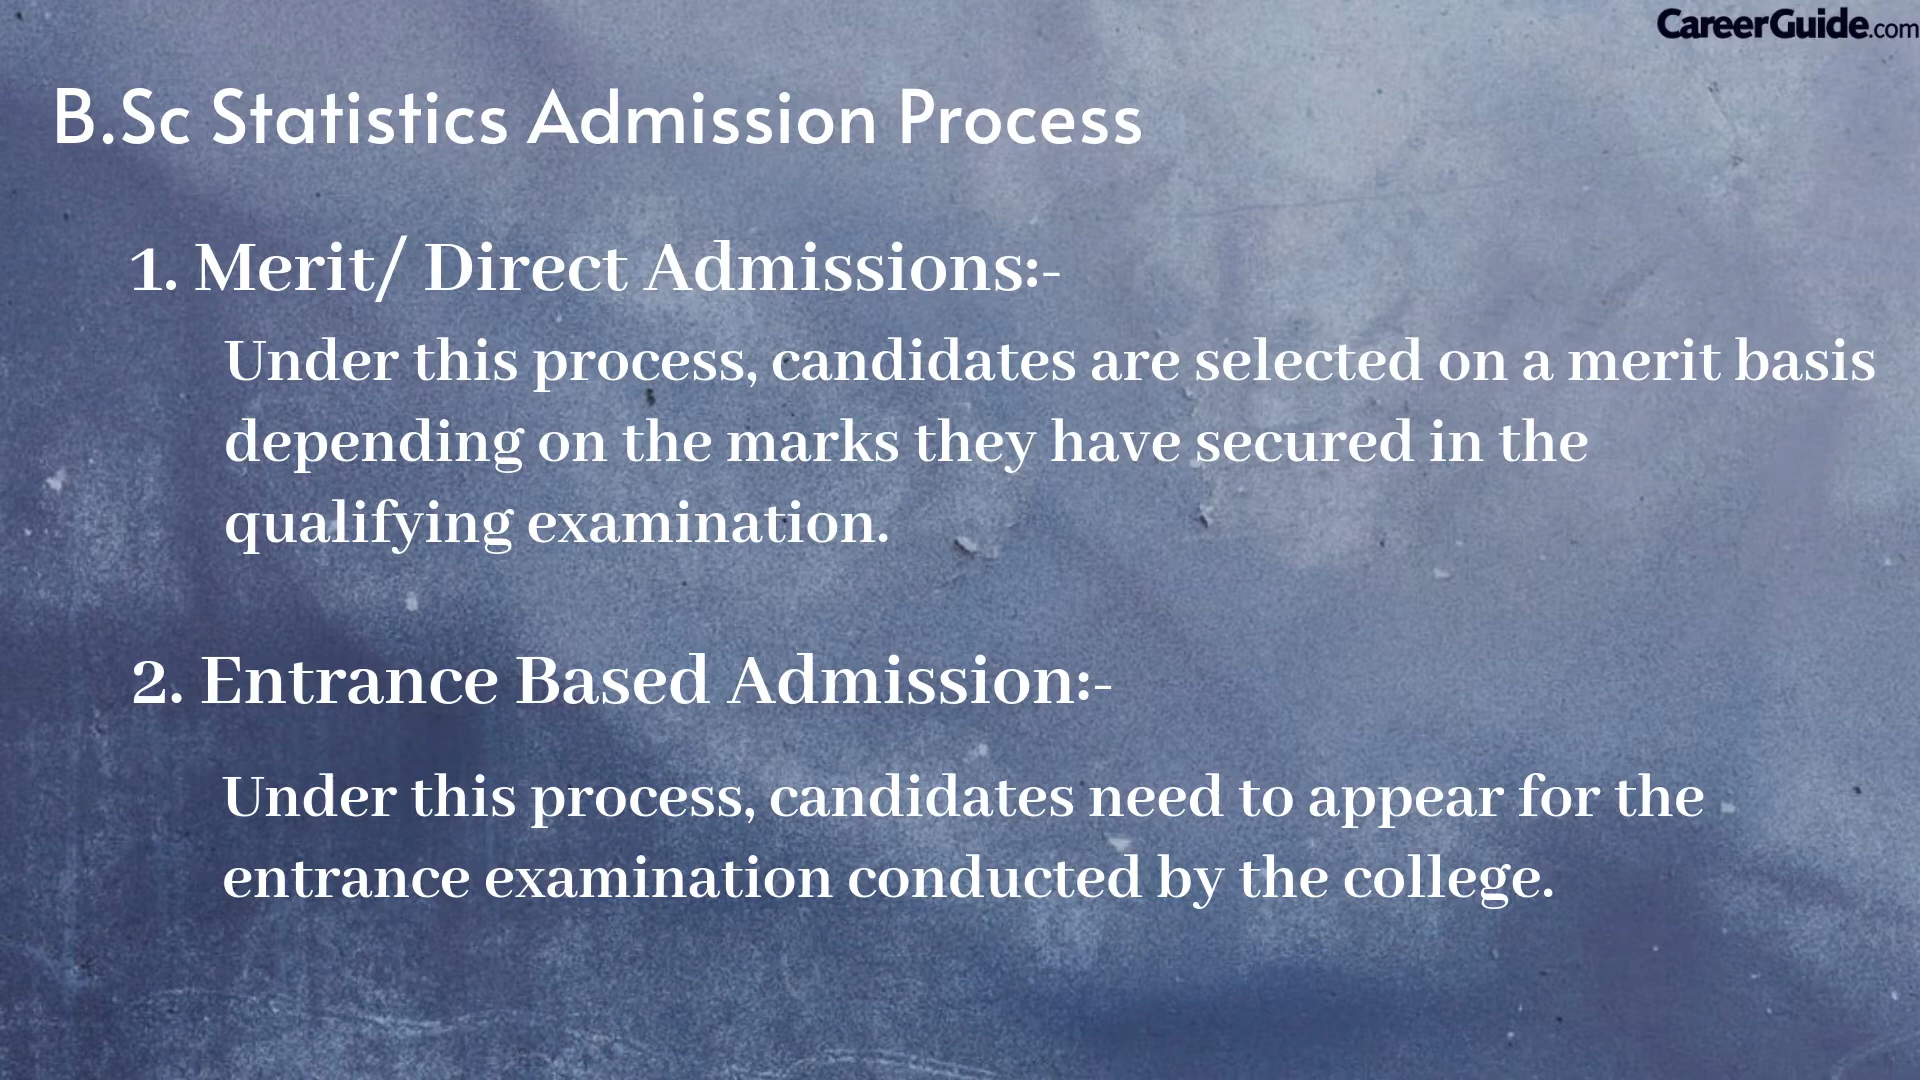 CareerGuide.com
B.Sc Statistics Admission Process
1. Merit/ Direct Admissions:-
Under this process, candidates are selected on a merit basis
depending on the marks they have secured in the
qualifying examination.
2. Entrance Based Admission:-
Under this process, candidates need to appear for the
entrance examination conducted by the college.